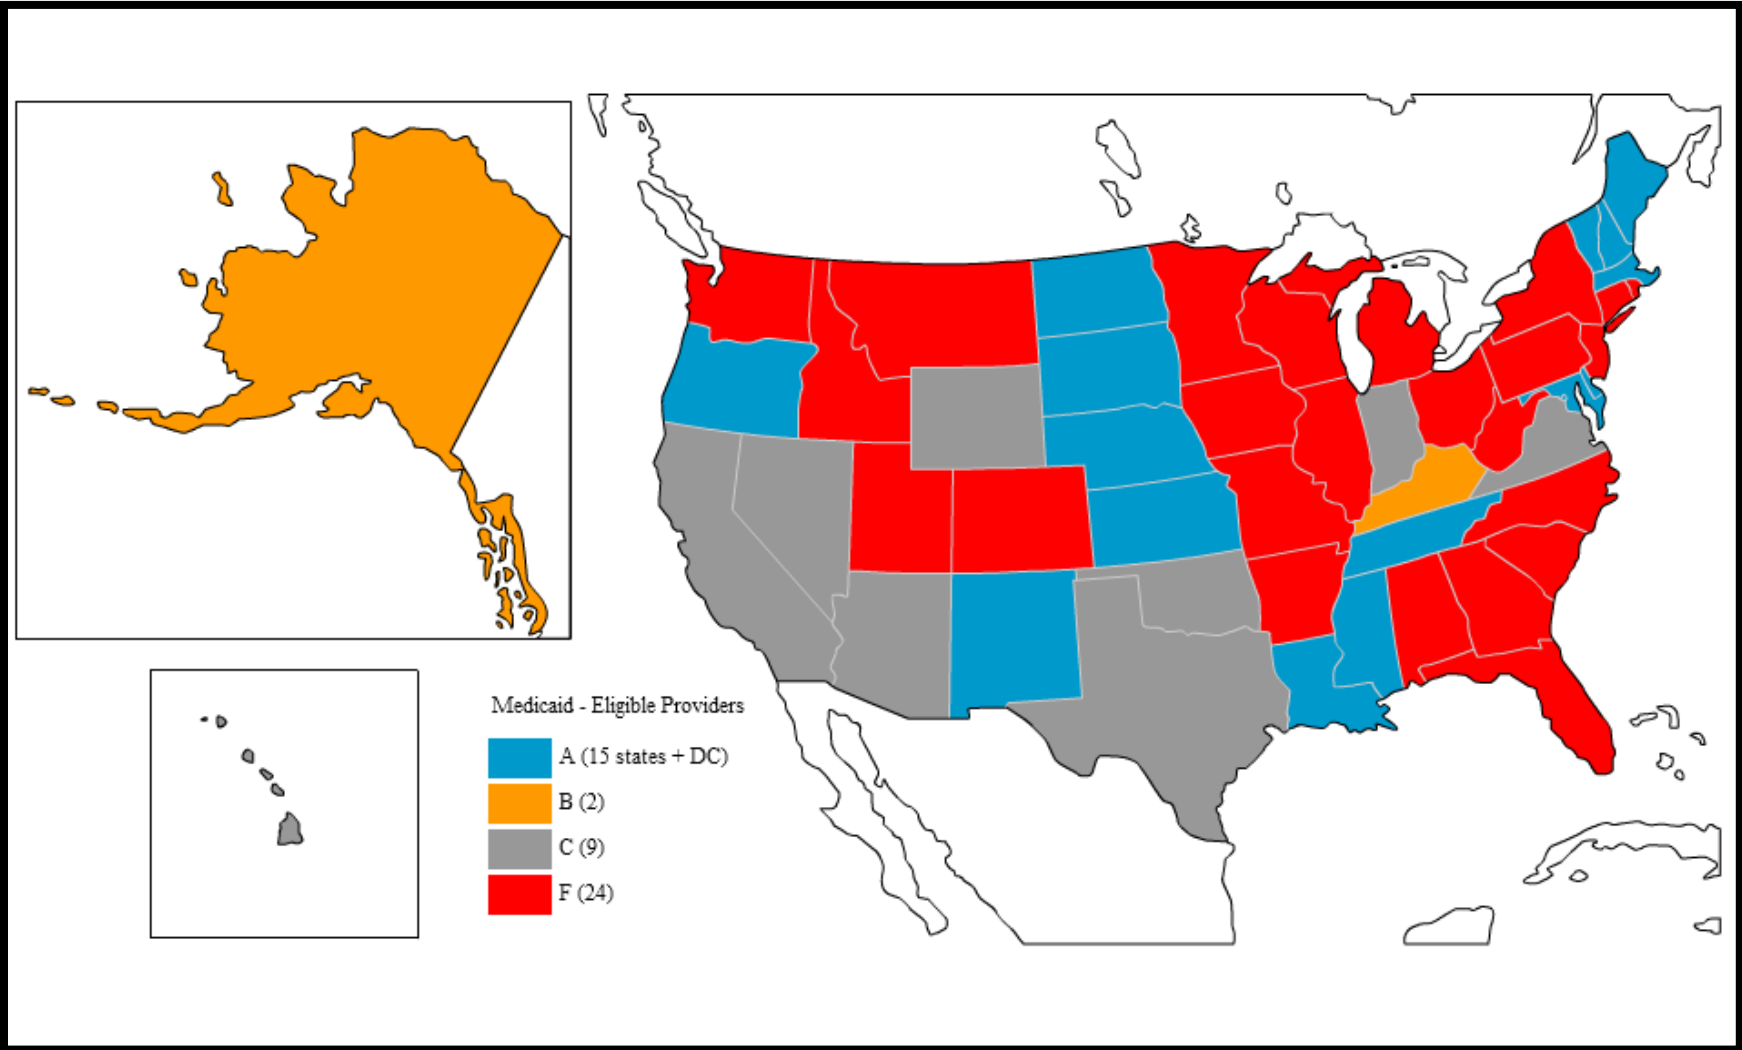 Medicaid - Eligible Providers
A (15 states + DC)
B (2)
C (9)
F (24)